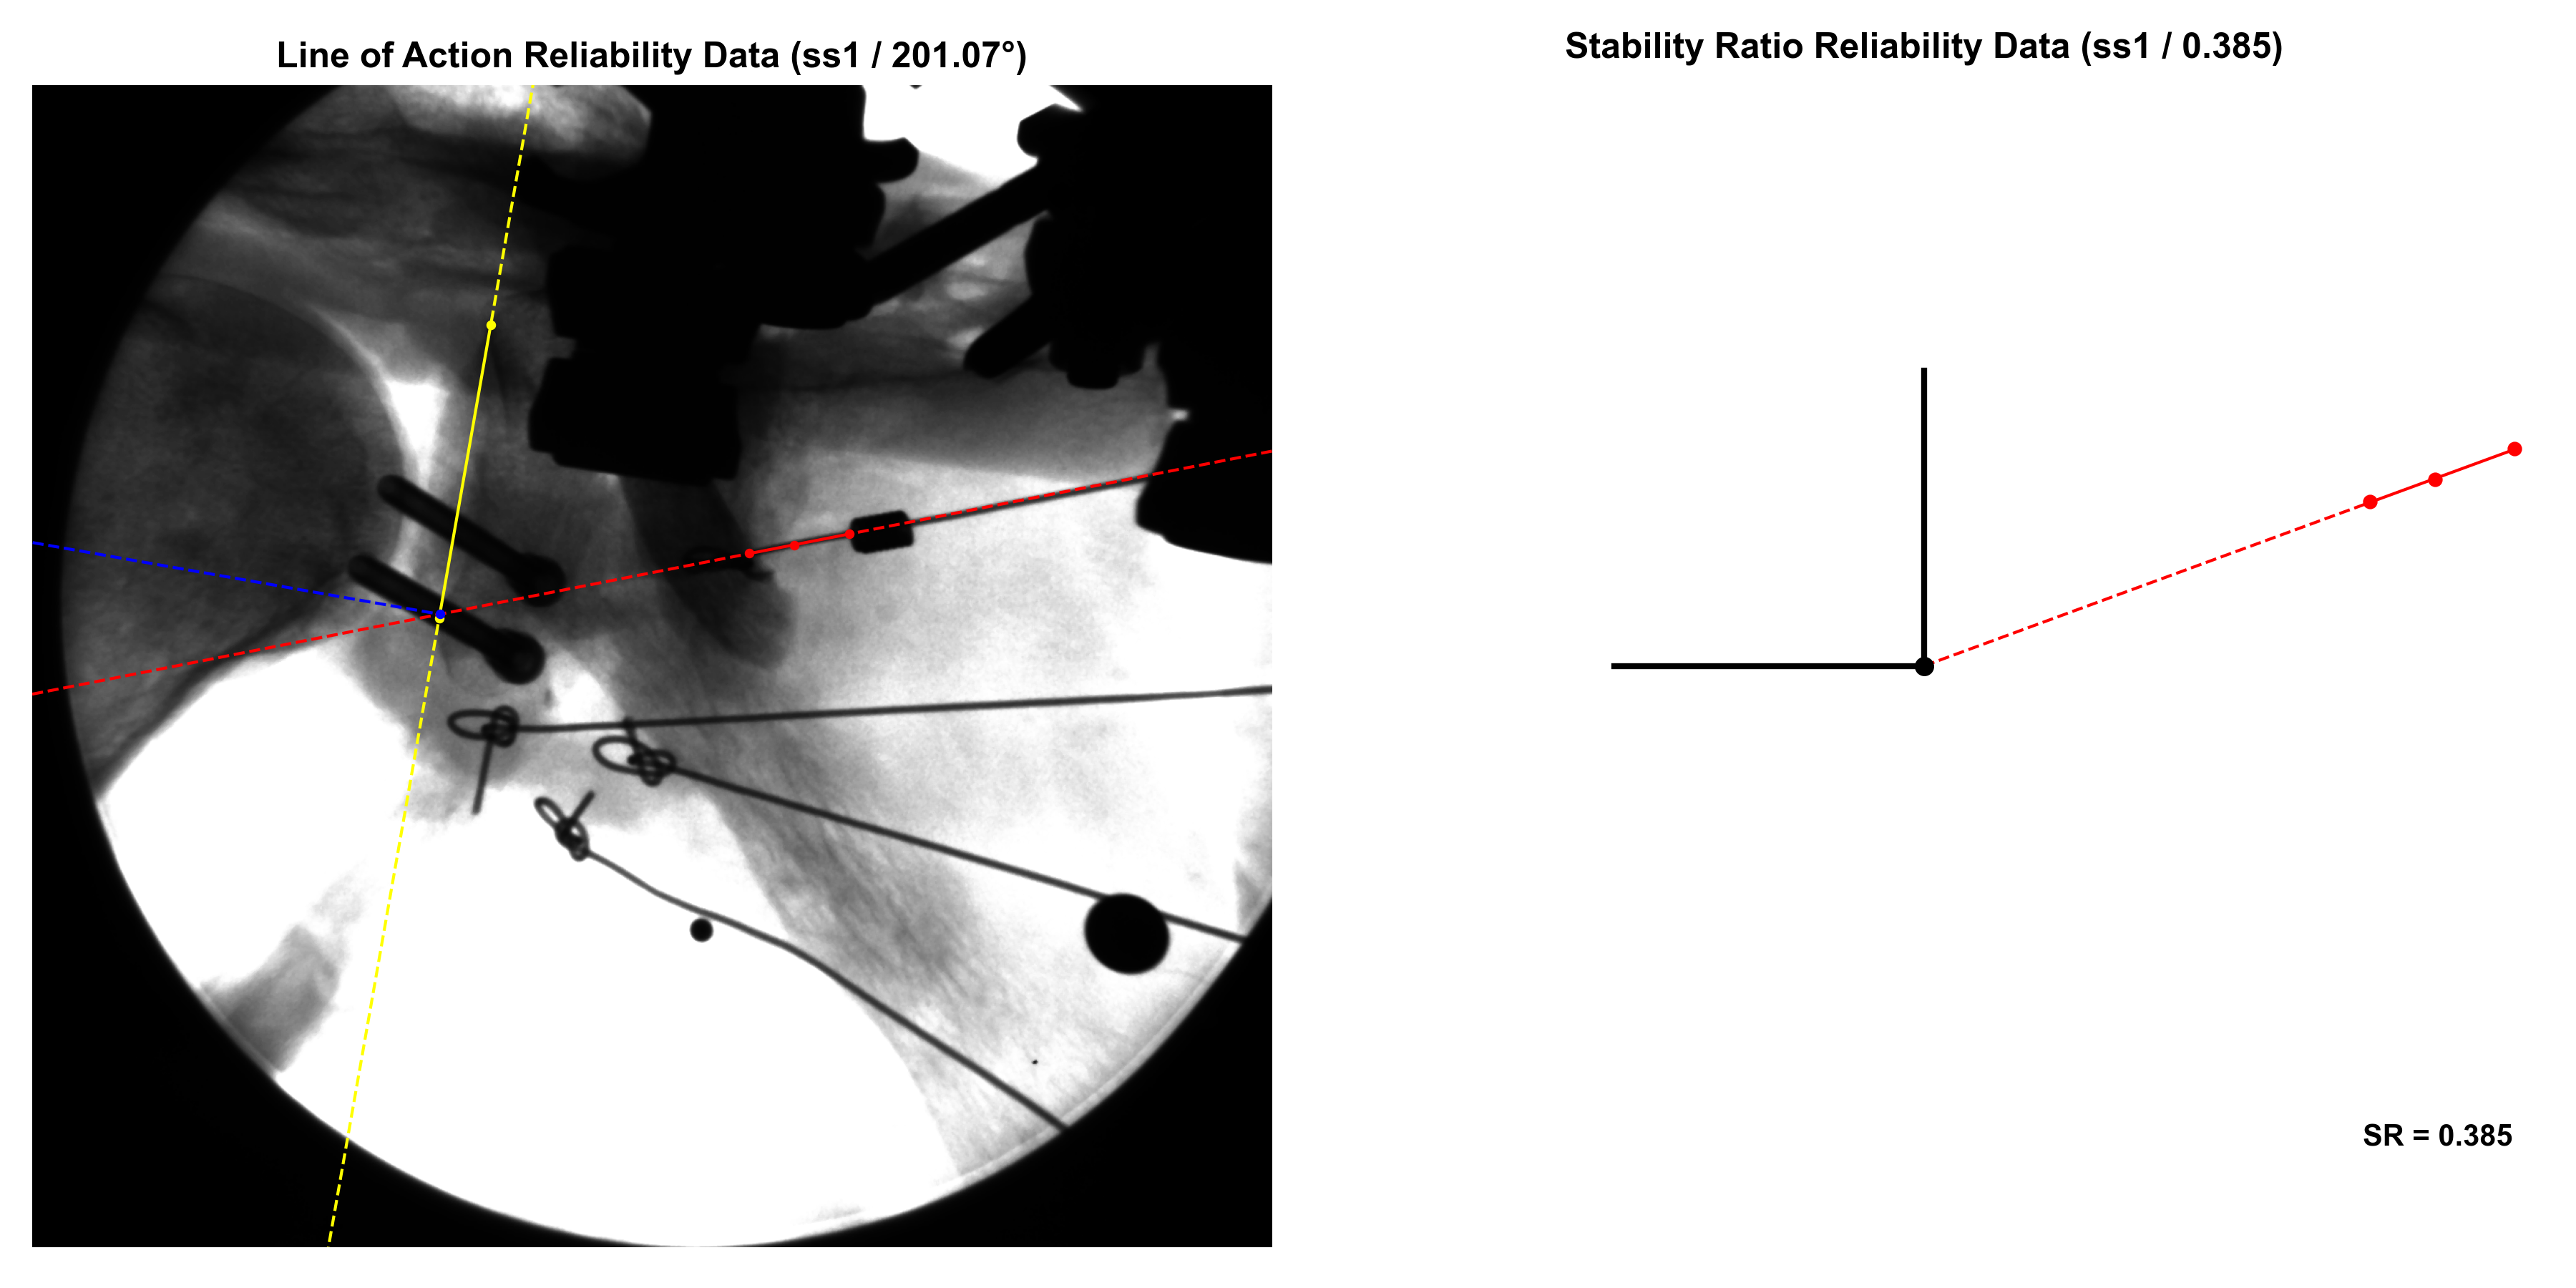 Line of Action Reliability Data (ss1 / 201.07°)
Stability Ratio Reliability Data (ss1 / 0.385)
SR = 0.385